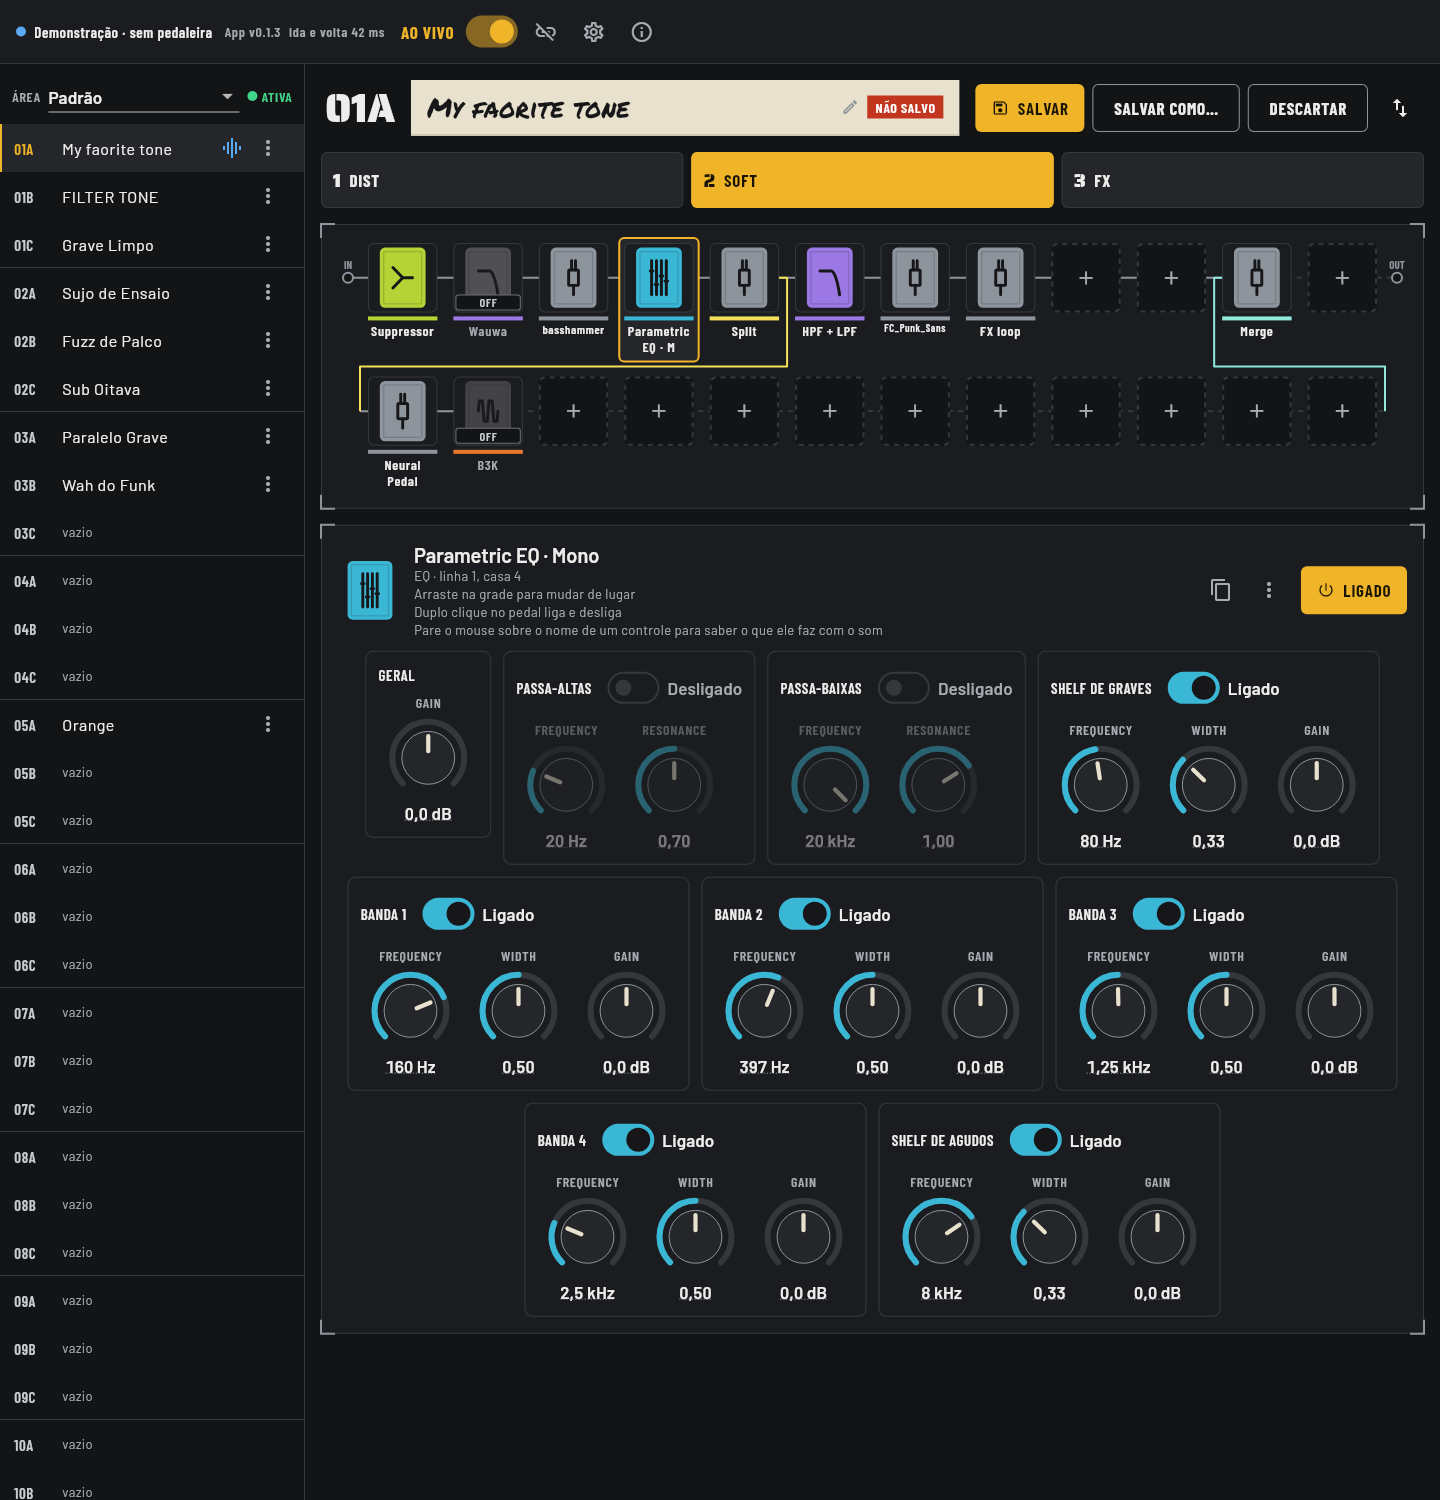 Demonstração · sem pedaleira App v0.1.3 Ida e volta 42 ms AO VIVO
ÁREA Padrão ATIVA
01A My faorite tone
01B FILTER TONE
01C Grave Limpo
02A Sujo de Ensaio
02B Fuzz de Palco
02C Sub Oitava
03A Paralelo Grave
03B Wah do Funk
03C vazio
04A vazio
04B vazio
04C vazio
05A Orange
05B vazio
05C vazio
06A vazio
06B vazio
06C vazio
07A vazio
07B vazio
07C vazio
08A vazio
08B vazio
08C vazio
09A vazio
09B vazio
09C vazio
10A vazio
10B vazio
01A My faorite tone NÃO SALVO SALVAR SALVAR COMO... DESCARTAR
1 DIST 2 SOFT 3 FX
IN OUT
OFF
Suppressor Wauwa basshammer Parametric EQ · M Split HPF + LPF FC_Punk_Sans FX loop Merge
OFF
Neural Pedal B3K
Parametric EQ · Mono
EQ · linha 1, casa 4
Arraste na grade para mudar de lugar
Duplo clique no pedal liga e desliga
Pare o mouse sobre o nome de um controle para saber o que ele faz com o som
LIGADO
GERAL
GAIN
0,0 dB
PASSA-ALTAS Desligado
FREQUENCY RESONANCE
20 Hz 0,70
PASSA-BAIXAS Desligado
FREQUENCY RESONANCE
20 kHz 1,00
SHELF DE GRAVES Ligado
FREQUENCY WIDTH GAIN
80 Hz 0,33 0,0 dB
BANDA 1 Ligado
FREQUENCY WIDTH GAIN
160 Hz 0,50 0,0 dB
BANDA 2 Ligado
FREQUENCY WIDTH GAIN
397 Hz 0,50 0,0 dB
BANDA 3 Ligado
FREQUENCY WIDTH GAIN
1,25 kHz 0,50 0,0 dB
BANDA 4 Ligado
FREQUENCY WIDTH GAIN
2,5 kHz 0,50 0,0 dB
SHELF DE AGUDOS Ligado
FREQUENCY WIDTH GAIN
8 kHz 0,33 0,0 dB